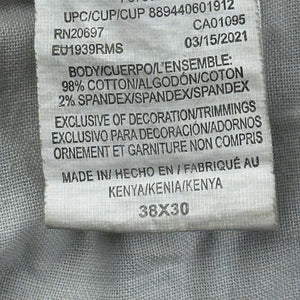 UPC/CUP/CUP 889440601912
RN20697 CA01095
EU1939RMS 03/15/2021
BODY/CUERPO/L'ENSEMBLE:
98% COTTON/ALGODÓN/COTON
2% SPANDEX/SPANDEX/SPANDEX
EXCLUSIVE OF DECORATION/TRIMMINGS
EXCLUSIVO PARA DECORACIÓN/ADORNOS
ORNEMENT ET GARNITURE NON COMPRIS
MADE IN/ HECHO EN / FABRIQUÉ AU
KENYA/KENIA/KENYA
38X30